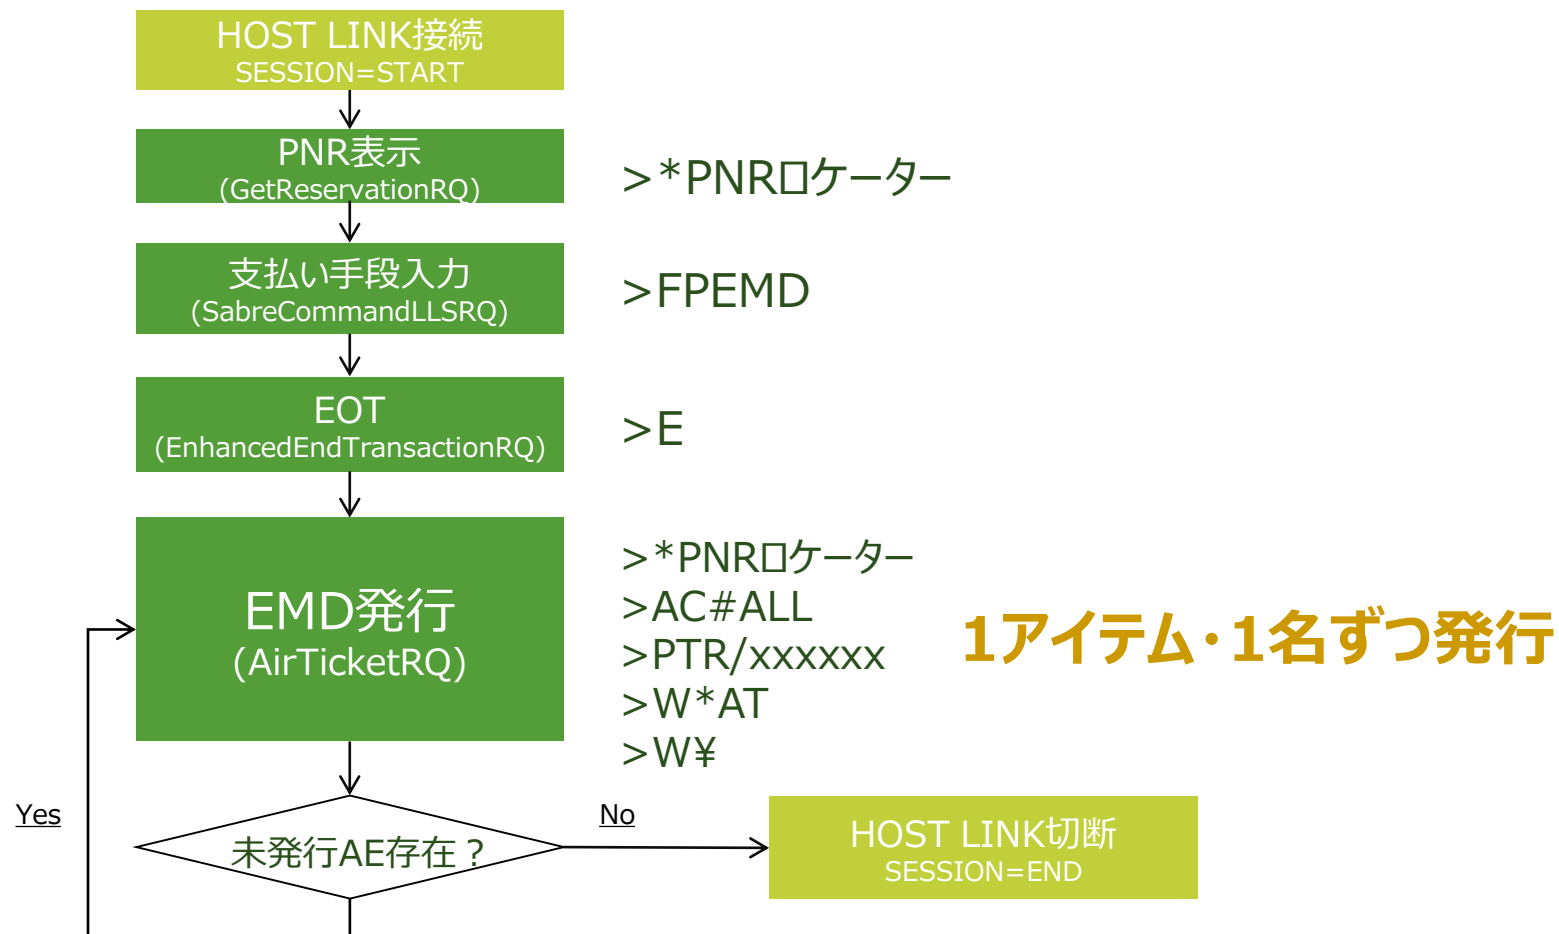 HOST LINK接続
SESSION=START
PNR表示
(GetReservationRQ)
>*PNRロケーター
支払い手段入力
(SabreCommandLLSRQ)
>FPEMD
EOT
(EnhancedEndTransactionRQ)
>E
EMD発行
(AirTicketRQ)
>*PNRロケーター
>AC#ALL
>PTR/xxxxxx
>W*AT
>W¥
1アイテム・1名ずつ発行
Yes
未発行AE存在？
No
HOST LINK切断
SESSION=END